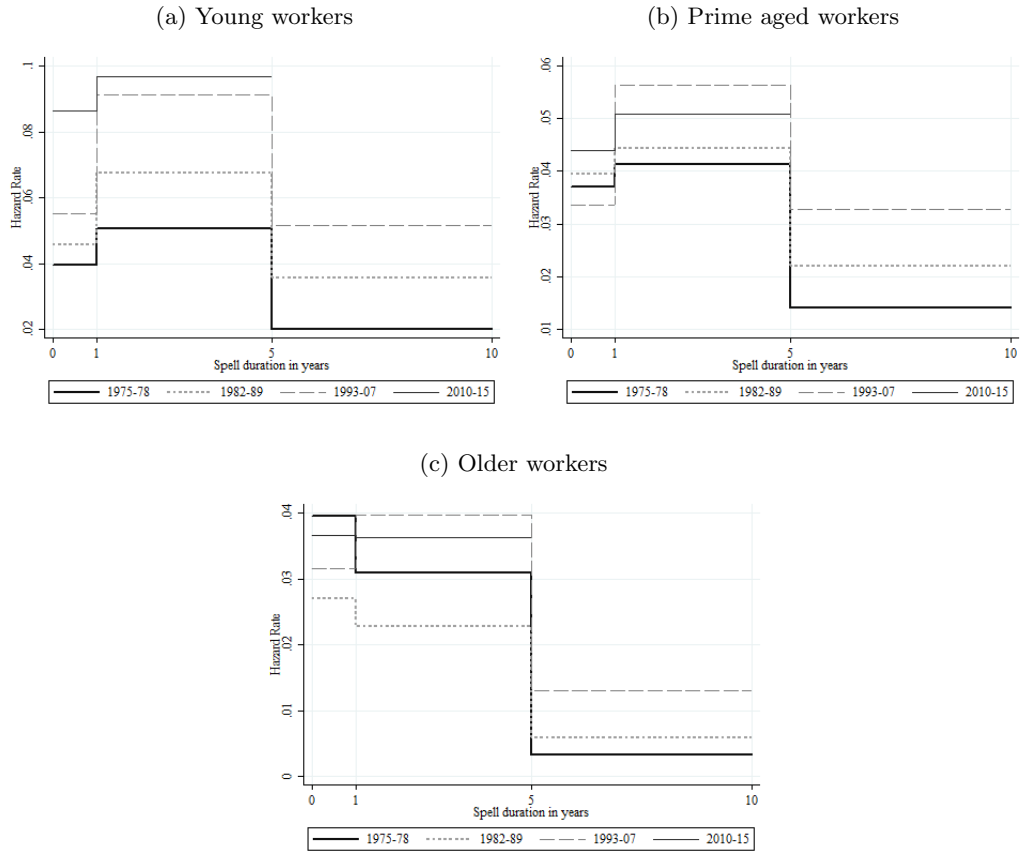 (a) Young workers
Hazard Rate
.02 .04 .06 .08 .1
0 1 5 10
Spell duration in years
1975-78 1982-89 1993-07 2010-15
(b) Prime aged workers
Hazard Rate
.01 .02 .03 .04 .05 .06
0 1 5 10
Spell duration in years
1975-78 1982-89 1993-07 2010-15
(c) Older workers
Hazard Rate
0 .01 .02 .03 .04
0 1 5 10
Spell duration in years
1975-78 1982-89 1993-07 2010-15